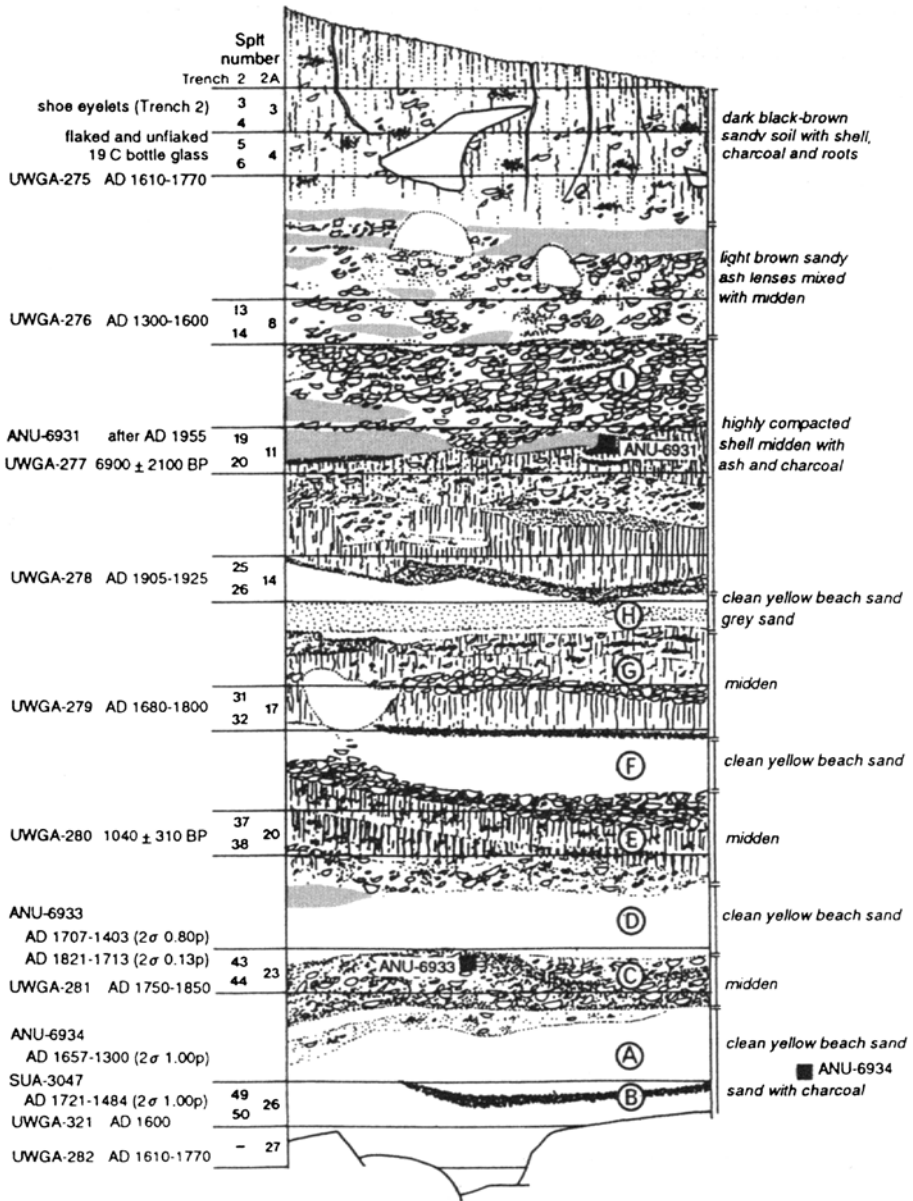 Spit
number
Trench 2 2A
shoe eyelets (Trench 2) 3 3
4
flaked and unflaked 5
19 C bottle glass 4
6
UWGA-275 AD 1610-1770
dark black-brown
sandy soil with shell,
charcoal and roots
light brown sandy
ash lenses mixed
with midden
13
UWGA-276 AD 1300-1600 8
14
I
ANU-6931 after AD 1955 19
11
UWGA-277 6900 ± 2100 BP 20
ANU-6931
highly compacted
shell midden with
ash and charcoal
25
UWGA-278 AD 1905-1925 14
26
clean yellow beach sand
H grey sand
G
midden
31
UWGA-279 AD 1680-1800 17
32
F clean yellow beach sand
37
UWGA-280 1040 ± 310 BP 20
38
E midden
D clean yellow beach sand
ANU-6933
AD 1707-1403 (2σ 0.80p)
AD 1821-1713 (2σ 0.13p) 43
23
44
UWGA-281 AD 1750-1850
ANU-6933 C midden
ANU-6934
AD 1657-1300 (2σ 1.00p)
A clean yellow beach sand
ANU-6934
sand with charcoal
SUA-3047
AD 1721-1484 (2σ 1.00p) 49
26
50
UWGA-321 AD 1600
B
- 27
UWGA-282 AD 1610-1770